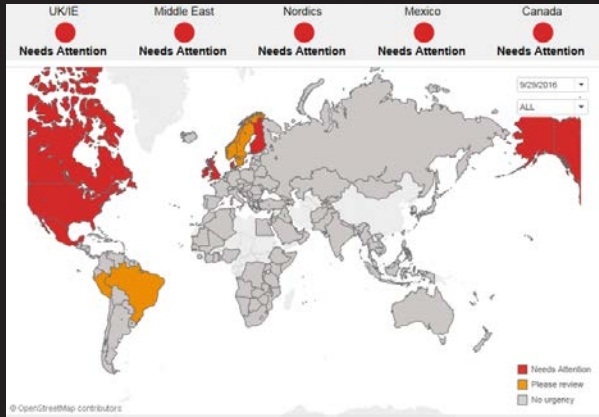 UK/IE Middle East Nordics Mexico Canada
Needs Attention Needs Attention Needs Attention Needs Attention Needs Attention
9/29/2016
ALL
Needs Attention
Please review
No urgency
© OpenStreetMap contributors